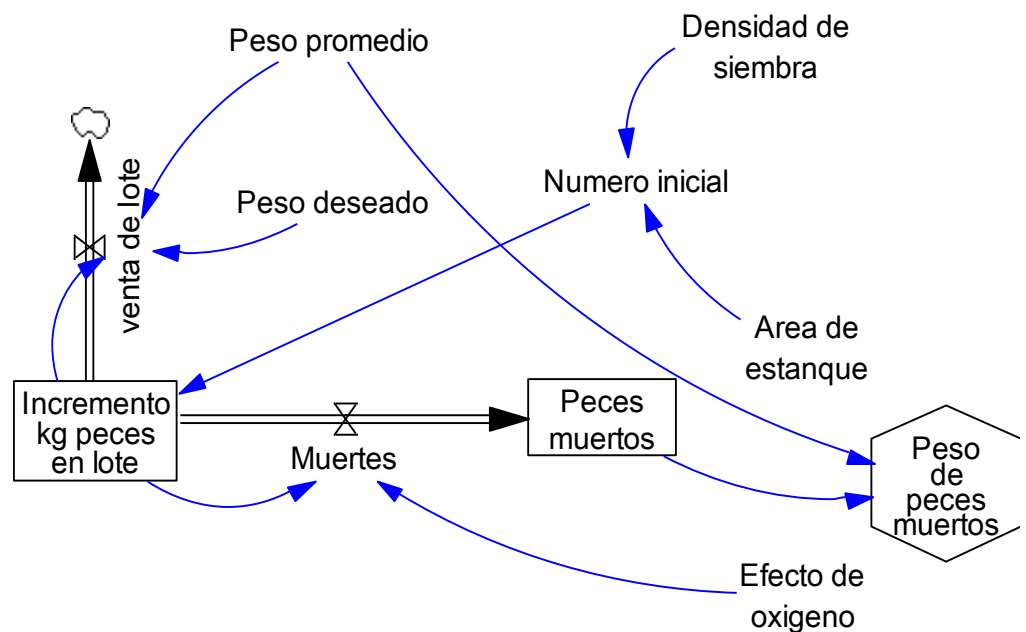 Peso promedio
Densidad de
siembra
Numero inicial
Peso deseado
venta de lote
Area de
estanque
Incremento
kg peces
en lote
Peces
muertos
Muertes
Peso
de
peces
muertos
Efecto de
oxigeno